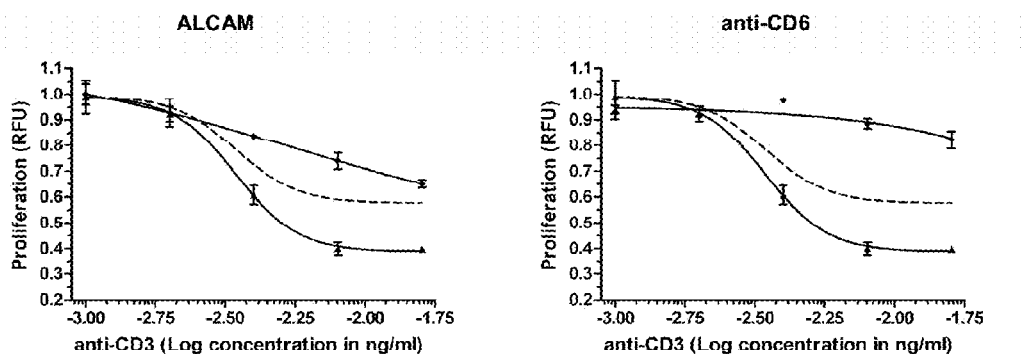 ALCAM
anti-CD6
Proliferation (RFU)
1.1
1.0
0.9
0.8
0.7
0.6
0.5
0.4
0.3
0.2
-3.00 -2.75 -2.50 -2.25 -2.00 -1.75
anti-CD3 (Log concentration in ng/ml)
Proliferation (RFU)
1.1
1.0
0.9
0.8
0.7
0.6
0.5
0.4
0.3
0.2
-3.00 -2.75 -2.50 -2.25 -2.00 -1.75
anti-CD3 (Log concentration in ng/ml)